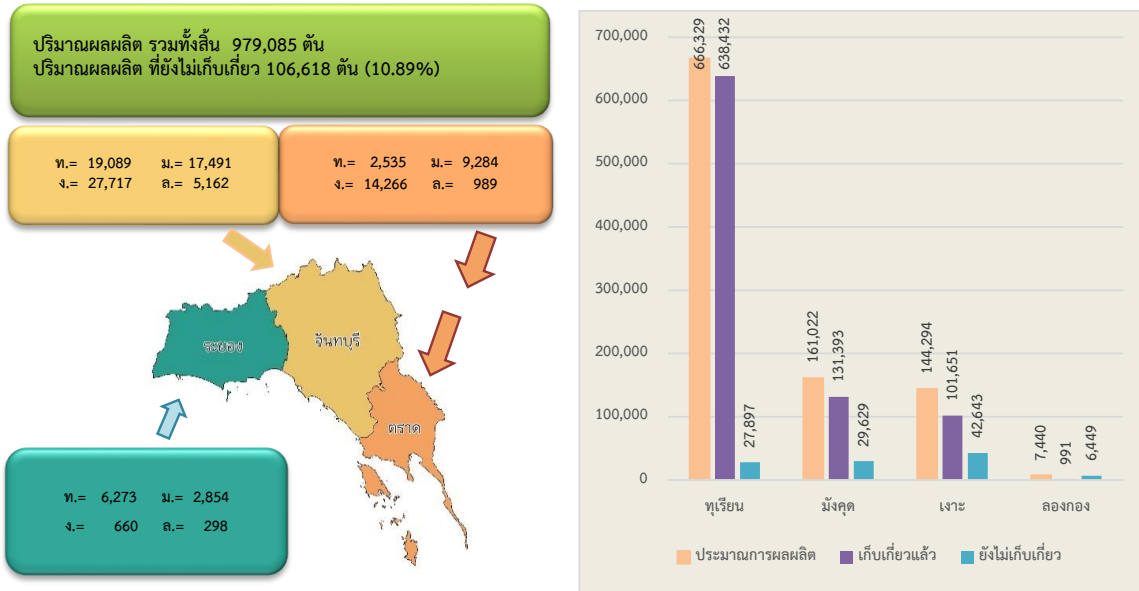 ปริมาณผลผลิต รวมทั้งสิ้น 979,085 ตัน
ปริมาณผลผลิต ที่ยังไม่เก็บเกี่ยว 106,618 ตัน (10.89%)
ท.= 19,089 ม.= 17,491
ง.= 27,717 ล.= 5,162
ท.= 2,535 ม.= 9,284
ง.= 14,266 ล.= 989
ระยอง
จันทบุรี
ตราด
ท.= 6,273 ม.= 2,854
ง.= 660 ล.= 298
700,000
600,000
500,000
400,000
300,000
200,000
100,000
0
666,329
638,432
27,897
161,022
131,393
29,629
144,294
101,651
42,643
7,440
991
6,449
ทุเรียน
มังคุด
เงาะ
ลองกอง
ประมาณการผลผลิต
เก็บเกี่ยวแล้ว
ยังไม่เก็บเกี่ยว